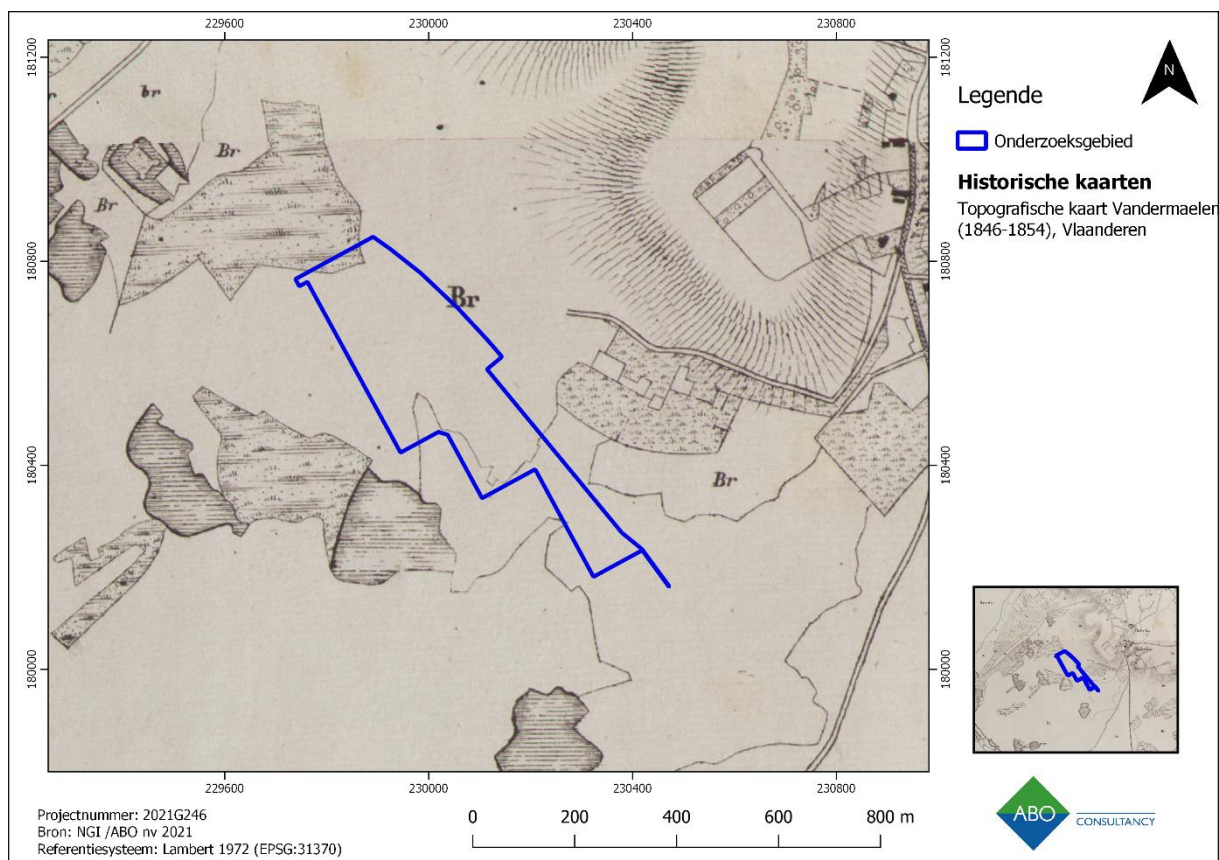 229600
230000
230400
230800
181200
180800
180400
180000
181200
180800
180400
180000
br
Br
Br
Br
Br
229600
230000
230400
230800
N
Legende
Onderzoeksgebied
Historische kaarten
Topografische kaart Vandermaelen
(1846-1854), Vlaanderen
Projectnummer: 2021G246
Bron: NGI /ABO nv 2021
Referentiesysteem: Lambert 1972 (EPSG:31370)
0 200 400 600 800 m
ABO
CONSULTANCY